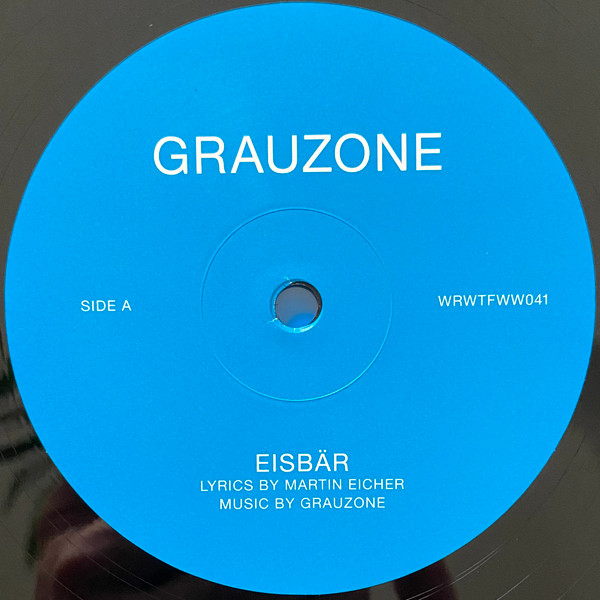 GRAUZONE
SIDE A
WRWTFWW041
EISBÄR
LYRICS BY MARTIN EICHER
MUSIC BY GRAUZONE